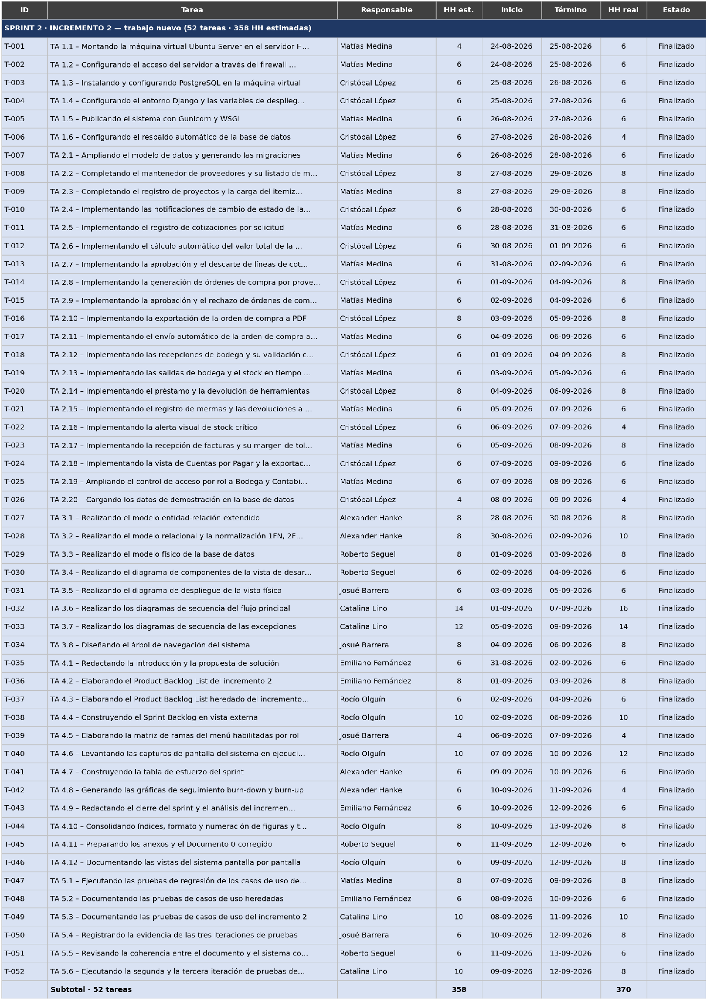 ID Tarea Responsable HH est. Inicio Término HH real Estado
SPRINT 2 · INCREMENTO 2 — trabajo nuevo (52 tareas · 358 HH estimadas)
T-001 TA 1.1 – Montando la máquina virtual Ubuntu Server en el servidor H... Matías Medina 4 24-08-2026 25-08-2026 6 Finalizado
T-002 TA 1.2 – Configurando el acceso del servidor a través del firewall ... Matías Medina 6 24-08-2026 25-08-2026 6 Finalizado
T-003 TA 1.3 – Instalando y configurando PostgreSQL en la máquina virtual Cristóbal López 6 25-08-2026 26-08-2026 6 Finalizado
T-004 TA 1.4 – Configurando el entorno Django y las variables de desplieg... Cristóbal López 6 25-08-2026 27-08-2026 6 Finalizado
T-005 TA 1.5 – Publicando el sistema con Gunicorn y WSGI Matías Medina 6 26-08-2026 27-08-2026 6 Finalizado
T-006 TA 1.6 – Configurando el respaldo automático de la base de datos Cristóbal López 6 27-08-2026 28-08-2026 4 Finalizado
T-007 TA 2.1 – Ampliando el modelo de datos y generando las migraciones Matías Medina 6 26-08-2026 28-08-2026 6 Finalizado
T-008 TA 2.2 – Completando el mantenedor de proveedores y su listado de m... Cristóbal López 8 27-08-2026 29-08-2026 8 Finalizado
T-009 TA 2.3 – Completando el registro de proyectos y la carga del itemiz... Matías Medina 8 27-08-2026 29-08-2026 8 Finalizado
T-010 TA 2.4 – Implementando las notificaciones de cambio de estado de la... Cristóbal López 6 28-08-2026 30-08-2026 6 Finalizado
T-011 TA 2.5 – Implementando el registro de cotizaciones por solicitud Matías Medina 6 28-08-2026 31-08-2026 6 Finalizado
T-012 TA 2.6 – Implementando el cálculo automático del valor total de la ... Cristóbal López 6 30-08-2026 01-09-2026 6 Finalizado
T-013 TA 2.7 – Implementando la aprobación y el descarte de líneas de cot... Matías Medina 6 31-08-2026 02-09-2026 6 Finalizado
T-014 TA 2.8 – Implementando la generación de órdenes de compra por prove... Cristóbal López 6 01-09-2026 04-09-2026 8 Finalizado
T-015 TA 2.9 – Implementando la aprobación y el rechazo de órdenes de com... Matías Medina 6 02-09-2026 04-09-2026 6 Finalizado
T-016 TA 2.10 – Implementando la exportación de la orden de compra a PDF Cristóbal López 8 03-09-2026 05-09-2026 8 Finalizado
T-017 TA 2.11 – Implementando el envío automático de la orden de compra a... Matías Medina 6 04-09-2026 06-09-2026 6 Finalizado
T-018 TA 2.12 – Implementando las recepciones de bodega y su validación c... Cristóbal López 6 01-09-2026 04-09-2026 8 Finalizado
T-019 TA 2.13 – Implementando las salidas de bodega y el stock en tiempo ... Matías Medina 6 03-09-2026 05-09-2026 6 Finalizado
T-020 TA 2.14 – Implementando el préstamo y la devolución de herramientas Cristóbal López 8 04-09-2026 06-09-2026 8 Finalizado
T-021 TA 2.15 – Implementando el registro de mermas y las devoluciones a ... Matías Medina 6 05-09-2026 07-09-2026 6 Finalizado
T-022 TA 2.16 – Implementando la alerta visual de stock crítico Cristóbal López 6 06-09-2026 07-09-2026 4 Finalizado
T-023 TA 2.17 – Implementando la recepción de facturas y su margen de tol... Matías Medina 6 05-09-2026 08-09-2026 8 Finalizado
T-024 TA 2.18 – Implementando la vista de Cuentas por Pagar y la exportac... Cristóbal López 6 07-09-2026 09-09-2026 6 Finalizado
T-025 TA 2.19 – Ampliando el control de acceso por rol a Bodega y Contabi... Matías Medina 6 07-09-2026 08-09-2026 6 Finalizado
T-026 TA 2.20 – Cargando los datos de demostración en la base de datos Cristóbal López 4 08-09-2026 09-09-2026 4 Finalizado
T-027 TA 3.1 – Realizando el modelo entidad-relación extendido Alexander Hanke 8 28-08-2026 30-08-2026 8 Finalizado
T-028 TA 3.2 – Realizando el modelo relacional y la normalización 1FN, 2F... Alexander Hanke 8 30-08-2026 02-09-2026 10 Finalizado
T-029 TA 3.3 – Realizando el modelo físico de la base de datos Roberto Seguel 8 01-09-2026 03-09-2026 8 Finalizado
T-030 TA 3.4 – Realizando el diagrama de componentes de la vista de desar... Roberto Seguel 6 02-09-2026 04-09-2026 6 Finalizado
T-031 TA 3.5 – Realizando el diagrama de despliegue de la vista física Josué Barrera 6 03-09-2026 05-09-2026 6 Finalizado
T-032 TA 3.6 – Realizando los diagramas de secuencia del flujo principal Catalina Lino 14 01-09-2026 07-09-2026 16 Finalizado
T-033 TA 3.7 – Realizando los diagramas de secuencia de las excepciones Catalina Lino 12 05-09-2026 09-09-2026 14 Finalizado
T-034 TA 3.8 – Diseñando el árbol de navegación del sistema Josué Barrera 8 04-09-2026 06-09-2026 8 Finalizado
T-035 TA 4.1 – Redactando la introducción y la propuesta de solución Emiliano Fernández 6 31-08-2026 02-09-2026 6 Finalizado
T-036 TA 4.2 – Elaborando el Product Backlog List del incremento 2 Emiliano Fernández 8 01-09-2026 03-09-2026 8 Finalizado
T-037 TA 4.3 – Elaborando el Product Backlog List heredado del incremento... Rocío Olguín 6 02-09-2026 04-09-2026 6 Finalizado
T-038 TA 4.4 – Construyendo el Sprint Backlog en vista externa Rocío Olguín 10 02-09-2026 06-09-2026 10 Finalizado
T-039 TA 4.5 – Elaborando la matriz de ramas del menú habilitadas por rol Josué Barrera 4 06-09-2026 07-09-2026 4 Finalizado
T-040 TA 4.6 – Levantando las capturas de pantalla del sistema en ejecuci... Rocío Olguín 10 07-09-2026 10-09-2026 12 Finalizado
T-041 TA 4.7 – Construyendo la tabla de esfuerzo del sprint Alexander Hanke 6 09-09-2026 10-09-2026 6 Finalizado
T-042 TA 4.8 – Generando las gráficas de seguimiento burn-down y burn-up Alexander Hanke 6 10-09-2026 11-09-2026 4 Finalizado
T-043 TA 4.9 – Redactando el cierre del sprint y el análisis del incremen... Emiliano Fernández 6 10-09-2026 12-09-2026 6 Finalizado
T-044 TA 4.10 – Consolidando índices, formato y numeración de figuras y t... Rocío Olguín 8 10-09-2026 13-09-2026 8 Finalizado
T-045 TA 4.11 – Preparando los anexos y el Documento 0 corregido Roberto Seguel 6 11-09-2026 12-09-2026 6 Finalizado
T-046 TA 4.12 – Documentando las vistas del sistema pantalla por pantalla Rocío Olguín 6 09-09-2026 12-09-2026 8 Finalizado
T-047 TA 5.1 – Ejecutando las pruebas de regresión de los casos de uso de... Matías Medina 8 07-09-2026 09-09-2026 8 Finalizado
T-048 TA 5.2 – Documentando las pruebas de casos de uso heredadas Emiliano Fernández 6 08-09-2026 10-09-2026 6 Finalizado
T-049 TA 5.3 – Documentando las pruebas de casos de uso del incremento 2 Catalina Lino 10 08-09-2026 11-09-2026 10 Finalizado
T-050 TA 5.4 – Registrando la evidencia de las tres iteraciones de pruebas Josué Barrera 6 10-09-2026 12-09-2026 8 Finalizado
T-051 TA 5.5 – Revisando la coherencia entre el documento y el sistema co... Roberto Seguel 6 11-09-2026 13-09-2026 6 Finalizado
T-052 TA 5.6 – Ejecutando la segunda y la tercera iteración de pruebas de... Catalina Lino 10 09-09-2026 12-09-2026 8 Finalizado
Subtotal · 52 tareas 358 370